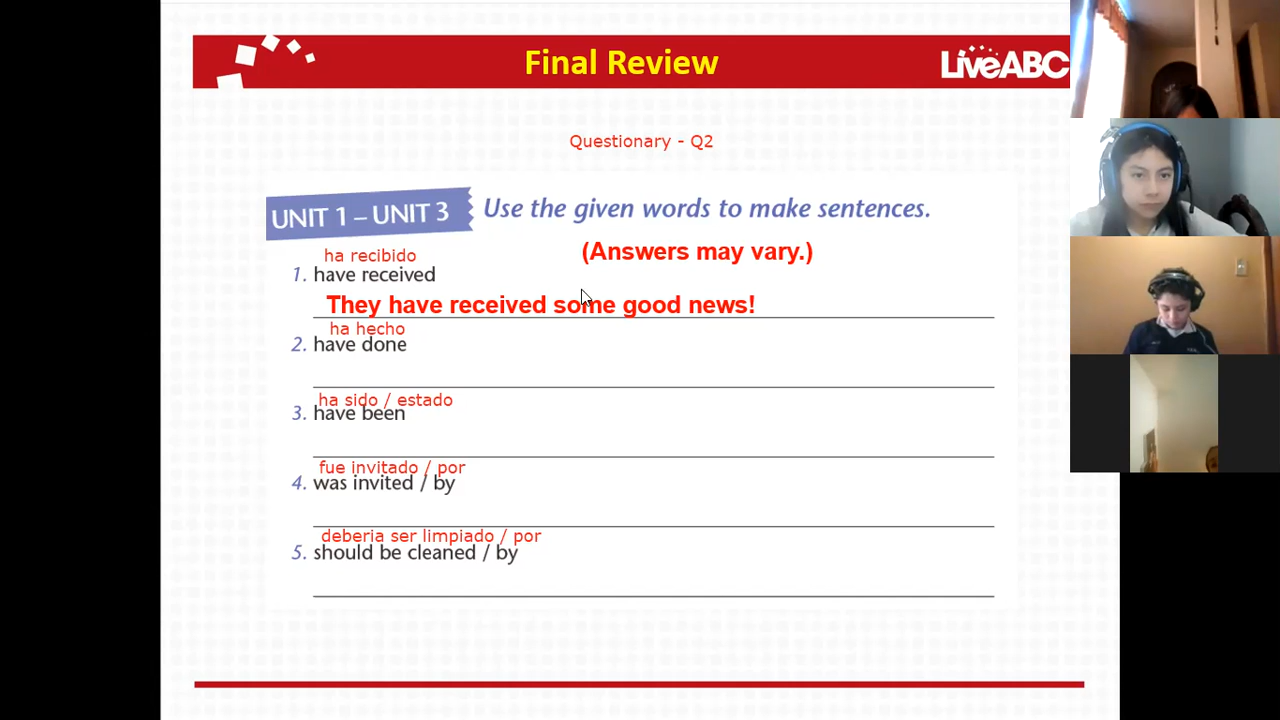 Final Review
LiveABC
Questionary - Q2
UNIT 1 – UNIT 3
Use the given words to make sentences.
(Answers may vary.)
ha recibido
1. have received
They have received some good news!
ha hecho
2. have done
ha sido / estado
3. have been
fue invitado / por
4. was invited / by
deberia ser limpiado / por
5. should be cleaned / by